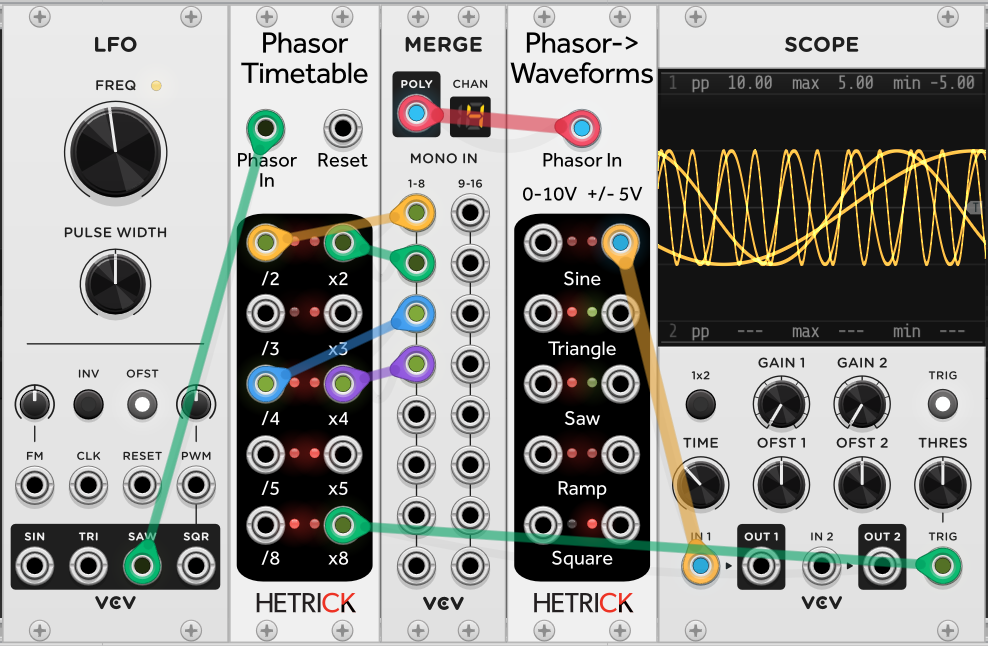 LFO
FREQ
PULSE WIDTH
INV OFST
FM CLK RESET PWM
SIN TRI SAW SQR
VCV
Phasor
Timetable
Phasor
In
Reset
/2 x2
/3 x3
/4 x4
/5 x5
/8 x8
HETRICK
MERGE
POLY CHAN
4
MONO IN
1-8 9-16
VCV
Phasor->
Waveforms
Phasor In
0-10V +/- 5V
Sine
Triangle
Saw
Ramp
Square
HETRICK
SCOPE
1 pp 10.00 max 5.00 min -5.00
T
2 pp --- max --- min ---
1x2 GAIN 1 GAIN 2 TRIG
TIME OFST 1 OFST 2 THRES
IN 1 OUT 1 IN 2 OUT 2 TRIG
VCV